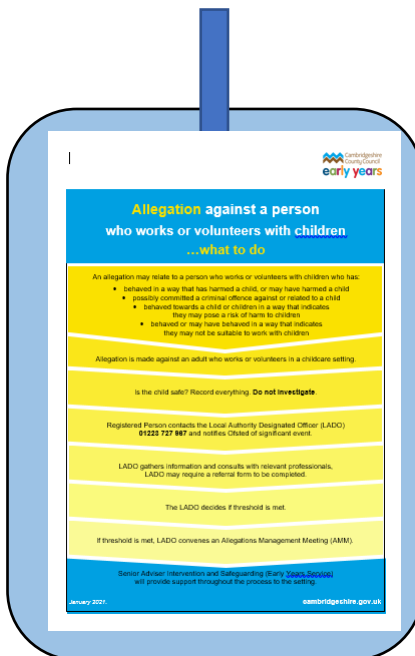 Cambridgeshire
County Council
early years
Allegation against a person
who works or volunteers with children
...what to do
An allegation may relate to a person who works or volunteers with children who has:
• behaved in a way that has harmed a child, or may have harmed a child
• possibly committed a criminal offence against or related to a child
• behaved towards a child or children in a way that indicates
they may pose a risk of harm to children
• behaved or may have behaved in a way that indicates
they may not be suitable to work with children
Allegation is made against an adult who works or volunteers in a childcare setting.
Is the child safe? Record everything. Do not investigate.
Registered Person contacts the Local Authority Designated Officer (LADO)
01223 727 967 and notifies Ofsted of significant event.
LADO gathers information and consults with relevant professionals,
LADO may require a referral form to be completed.
The LADO decides if threshold is met.
If threshold is met, LADO convenes an Allegations Management Meeting (AMM).
Senior Adviser Intervention and Safeguarding (Early Years Service)
will provide support throughout the process to the setting.
January 2021.
cambridgeshire.gov.uk